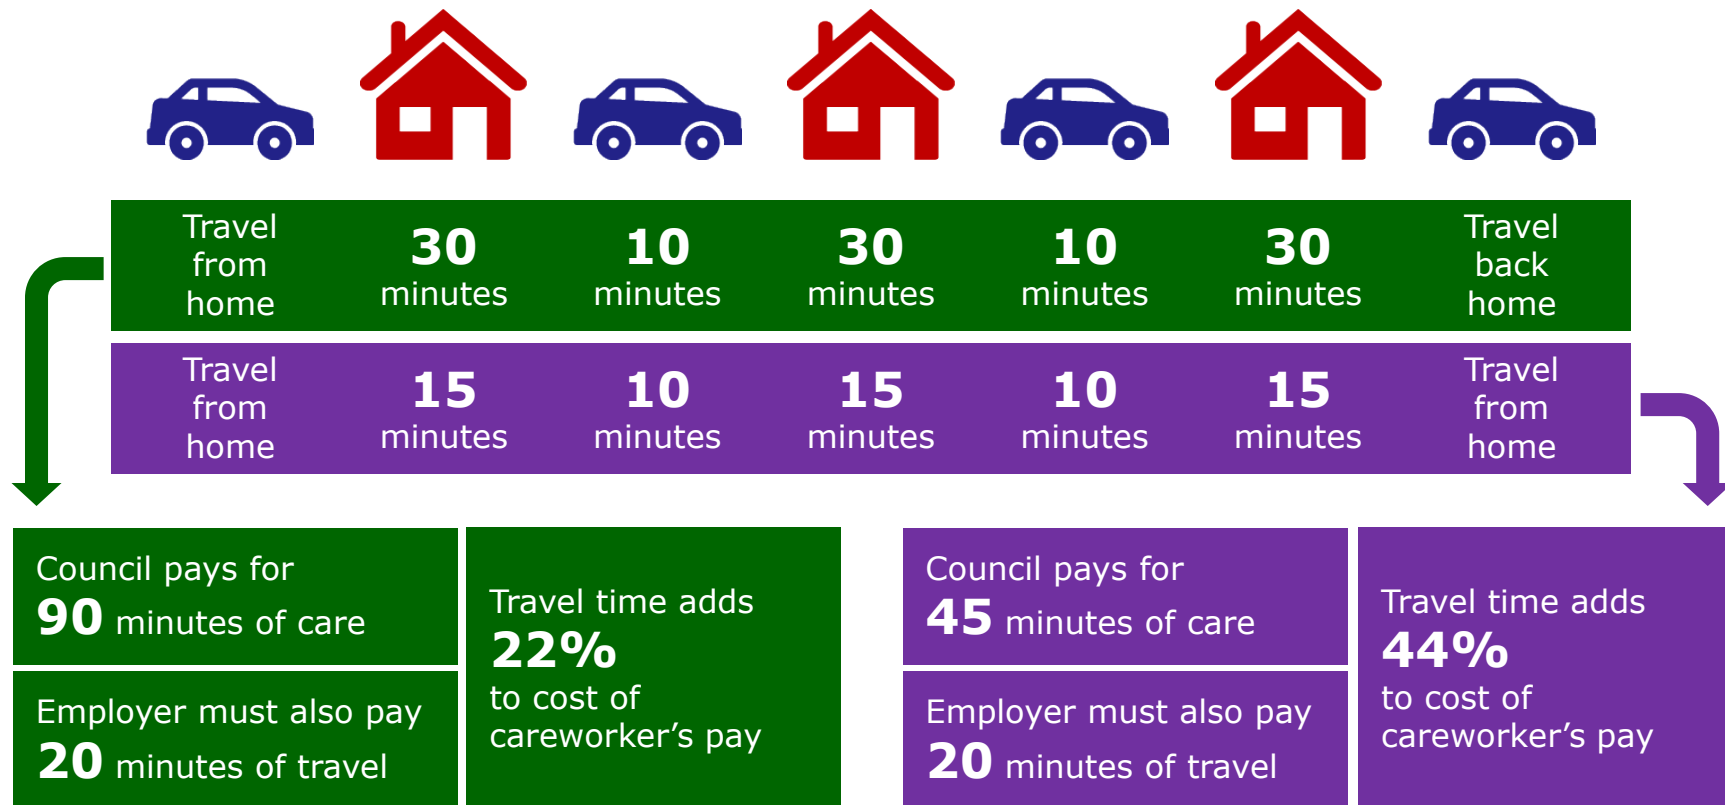 Travel
from
home
30
minutes
10
minutes
30
minutes
10
minutes
30
minutes
Travel
back
home
Travel
from
home
15
minutes
10
minutes
15
minutes
10
minutes
15
minutes
Travel
from
home
Council pays for
90 minutes of care
Employer must also pay
20 minutes of travel
Travel time adds
22%
to cost of
careworker’s pay
Council pays for
45 minutes of care
Employer must also pay
20 minutes of travel
Travel time adds
44%
to cost of
careworker’s pay